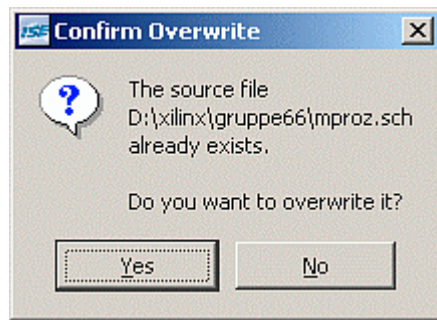 ISE Confirm Overwrite
The source file
D:\xilinx\gruppe66\mproz.sch
already exists.
Do you want to overwrite it?
Yes No